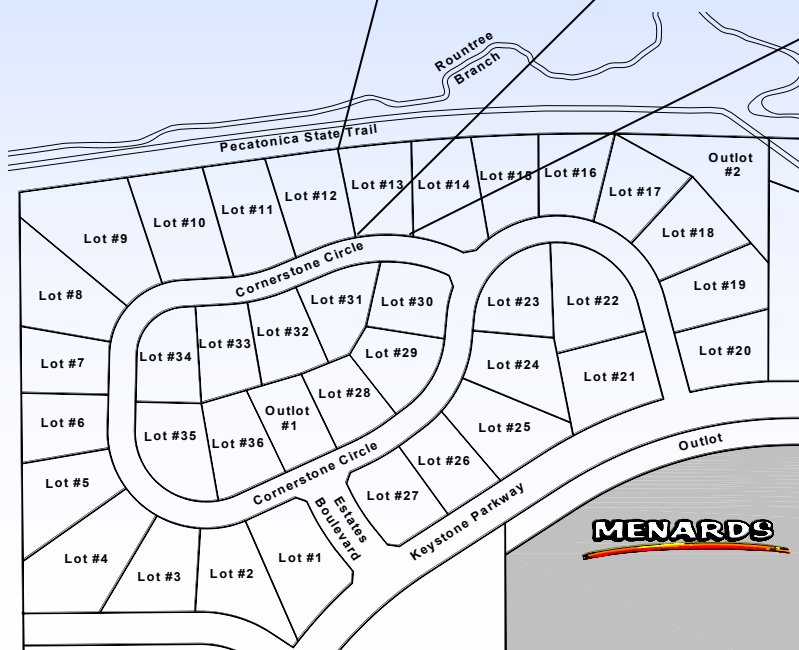 Rountree
Branch
Pecatonica State Trail
Outlot
#2
Lot #13
Lot #14
Lot #15
Lot #16
Lot #17
Lot #12
Lot #11
Lot #10
Lot #9
Lot #18
Cornerstone Circle
Lot #8
Lot #31
Lot #30
Lot #23
Lot #22
Lot #19
Lot #32
Lot #33
Lot #34
Lot #29
Lot #20
Lot #7
Lot #24
Lot #21
Lot #28
Outlot
#1
Lot #6
Lot #35
Lot #36
Lot #25
Outlot
Lot #26
Cornerstone Circle
Lot #5
Lot #27
Estates
Boulevard
Keystone Parkway
MENARDS
Lot #4
Lot #3
Lot #2
Lot #1